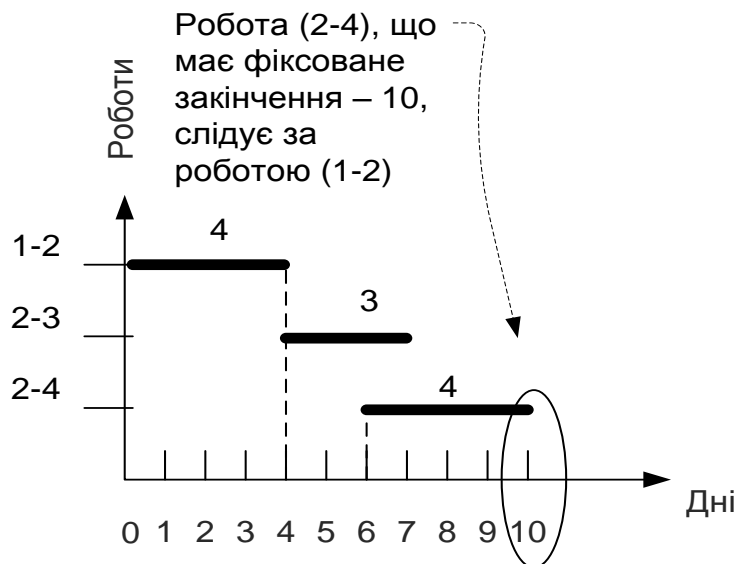 Робота (2-4), що
має фіксоване
закінчення – 10,
слідує за
роботою (1-2)
Роботи
1-2
4
2-3
3
2-4
4
Дні
0 1 2 3 4 5 6 7 8 9 10